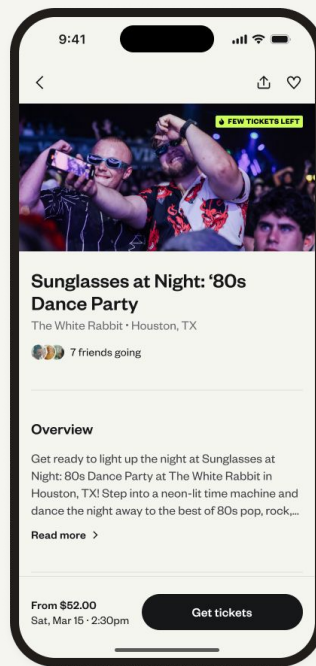 9:41
FEW TICKETS LEFT
Sunglasses at Night: ‘80s
Dance Party
The White Rabbit • Houston, TX
7 friends going
Overview
Get ready to light up the night at Sunglasses at
Night: 80s Dance Party at The White Rabbit in
Houston, TX! Step into a neon-lit time machine and
dance the night away to the best of 80s pop, rock,...
Read more >
From $52.00
Sat, Mar 15 · 2:30pm
Get tickets